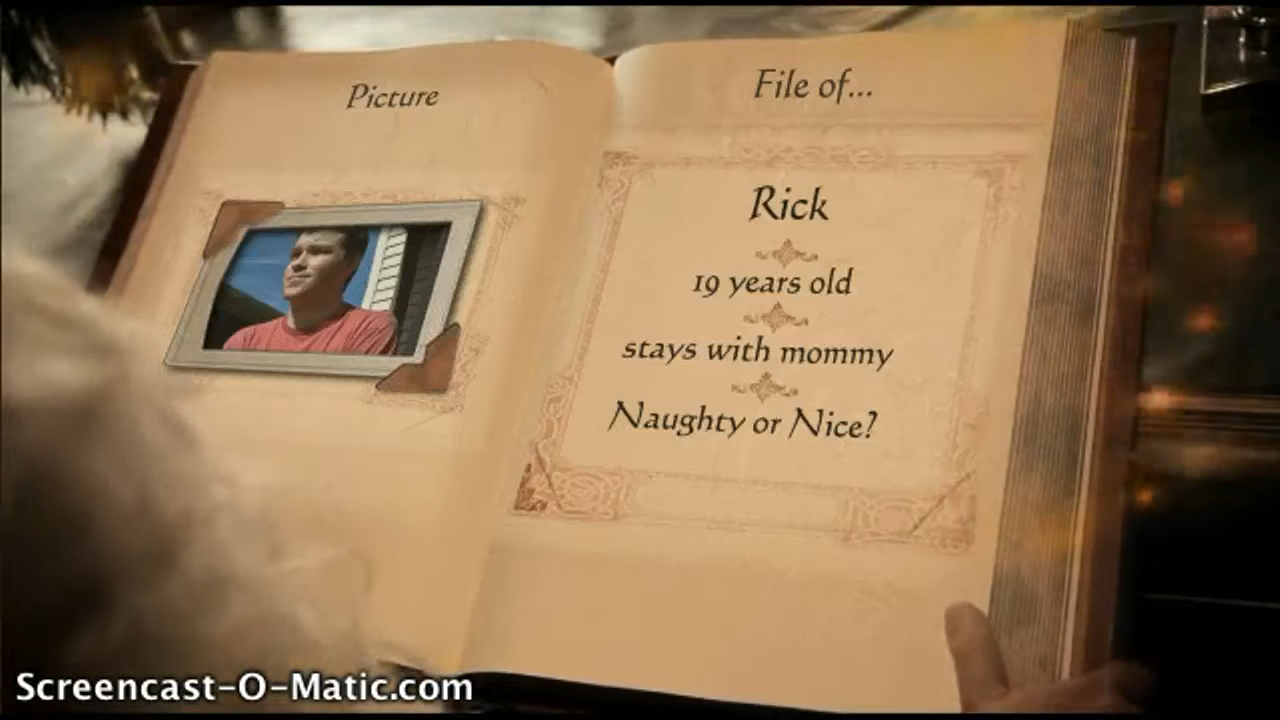 Picture
File of...
Rick
19 years old
stays with mommy
Naughty or Nice?
Screencast-O-Matic.com